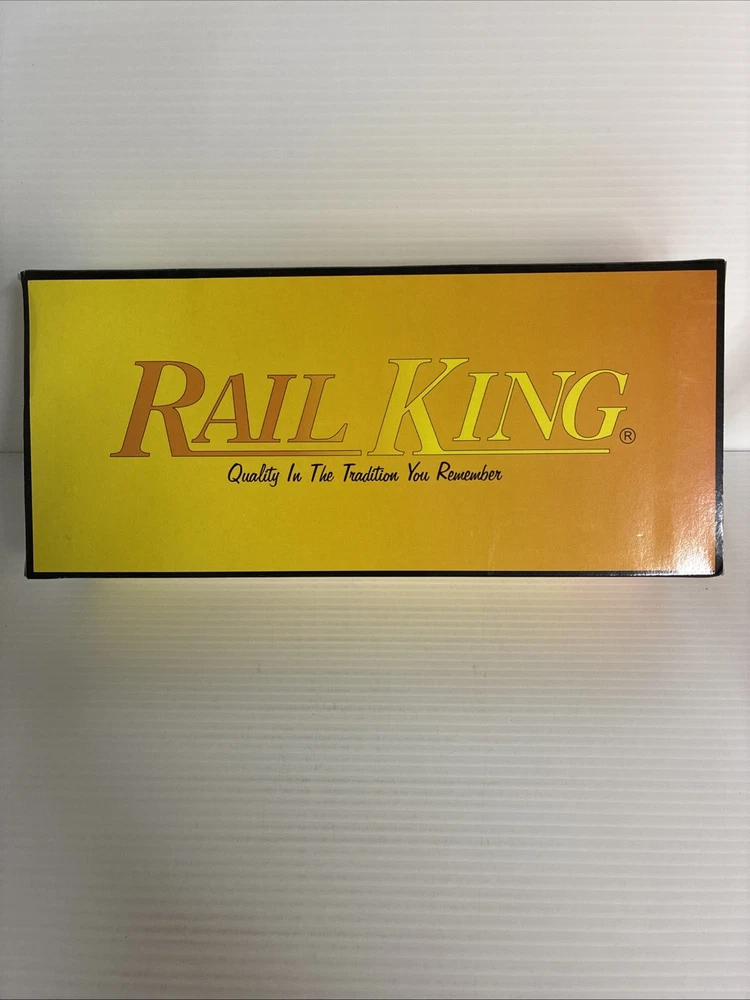 RAIL KING®
Quality In The Tradition You Remember